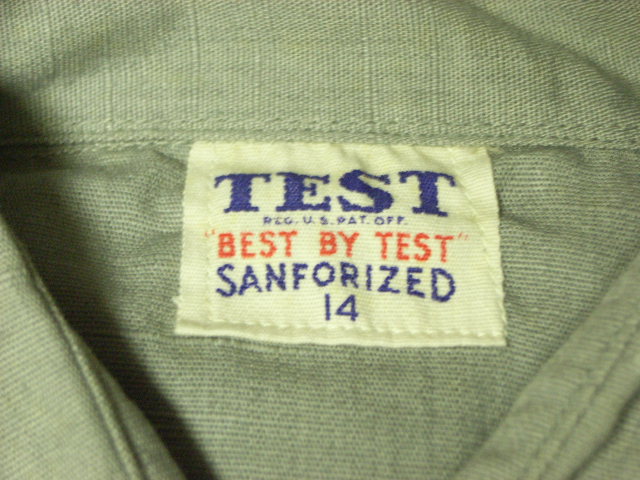 TEST
REG. U.S. PAT. OFF.
"BEST BY TEST"
SANFORIZED
14